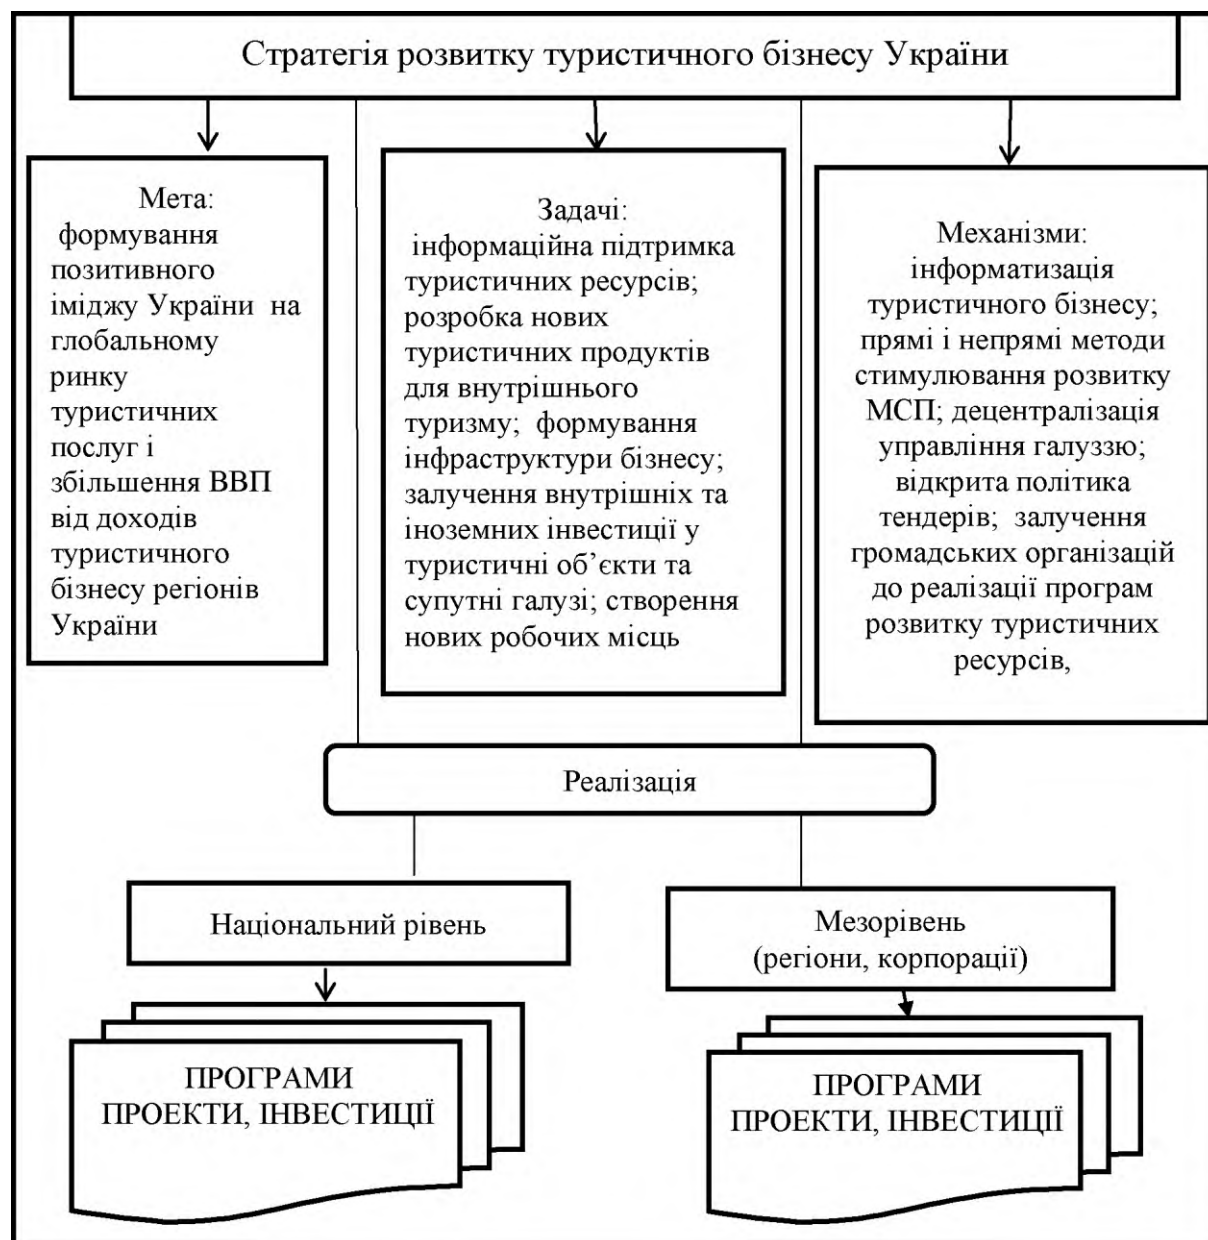 Стратегія розвитку туристичного бізнесу України
Мета:
формування
позитивного
іміджу України на
глобальному
ринку
туристичних
послуг і
збільшення ВВП
від доходів
туристичного
бізнесу регіонів
України
Задачі:
інформаційна підтримка
туристичних ресурсів;
розробка нових
туристичних продуктів
для внутрішнього
туризму; формування
інфраструктури бізнесу;
залучення внутрішніх та
іноземних інвестиції у
туристичні об’єкти та
супутні галузі; створення
нових робочих місць
Механізми:
інформатизація
туристичного бізнесу;
прямі і непрямі методи
стимулювання розвитку
МСП; децентралізація
управління галуззю;
відкрита політика
тендерів; залучення
громадських організацій
до реалізації програм
розвитку туристичних
ресурсів,
Реалізація
Національний рівень
Мезорівень
(регіони, корпорації)
ПРОГРАМИ
ПРОЕКТИ, ІНВЕСТИЦІЇ
ПРОГРАМИ
ПРОЕКТИ, ІНВЕСТИЦІЇ